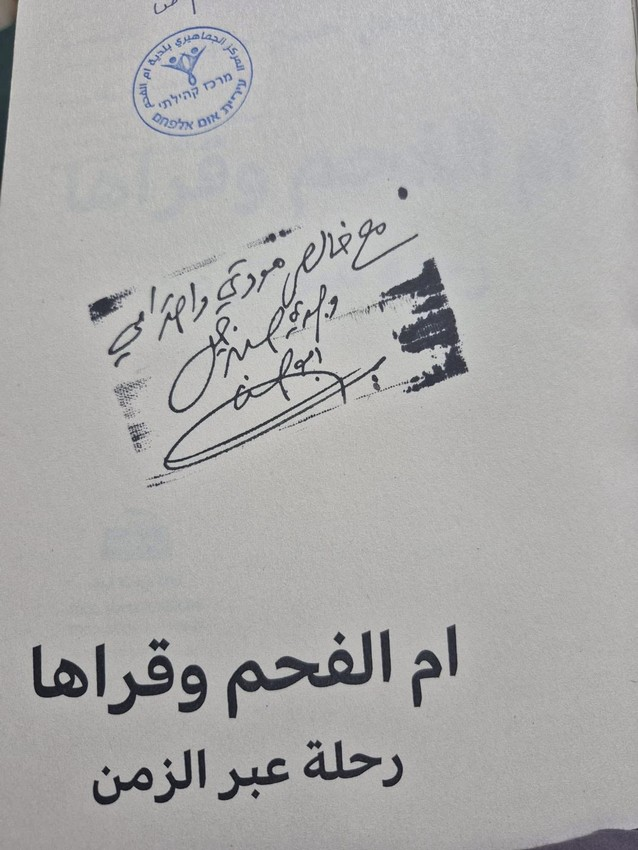 المركز الجماهيري بلدية ام الفحم
מרכז קהילתי
עיריית אום אלפחם
مع خالص مودتي واحترامي
ام الفحم وقراها
رحلة عبر الزمن